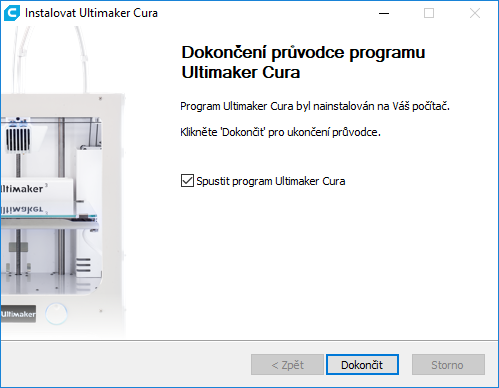 Instalovat Ultimaker Cura
Dokončení průvodce programu
Ultimaker Cura
Program Ultimaker Cura byl nainstalován na Váš počítač.
Klikněte 'Dokončit' pro ukončení průvodce.
Spustit program Ultimaker Cura
Ultimaker 3
Ultimaker
< Zpět
Dokončit
Storno